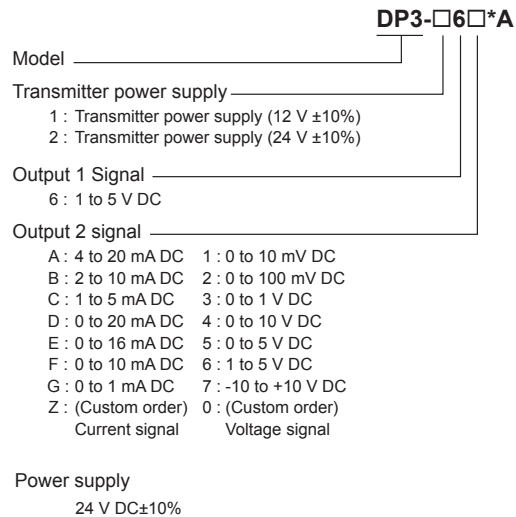 DP3-□6□*A
Model
Transmitter power supply
1 : Transmitter power supply (12 V ±10%)
2 : Transmitter power supply (24 V ±10%)
Output 1 Signal
6 : 1 to 5 V DC
Output 2 signal
A : 4 to 20 mA DC 1 : 0 to 10 mV DC
B : 2 to 10 mA DC 2 : 0 to 100 mV DC
C : 1 to 5 mA DC 3 : 0 to 1 V DC
D : 0 to 20 mA DC 4 : 0 to 10 V DC
E : 0 to 16 mA DC 5 : 0 to 5 V DC
F : 0 to 10 mA DC 6 : 1 to 5 V DC
G : 0 to 1 mA DC 7 : -10 to +10 V DC
Z : (Custom order) 0 : (Custom order)
Current signal Voltage signal
Power supply
24 V DC±10%